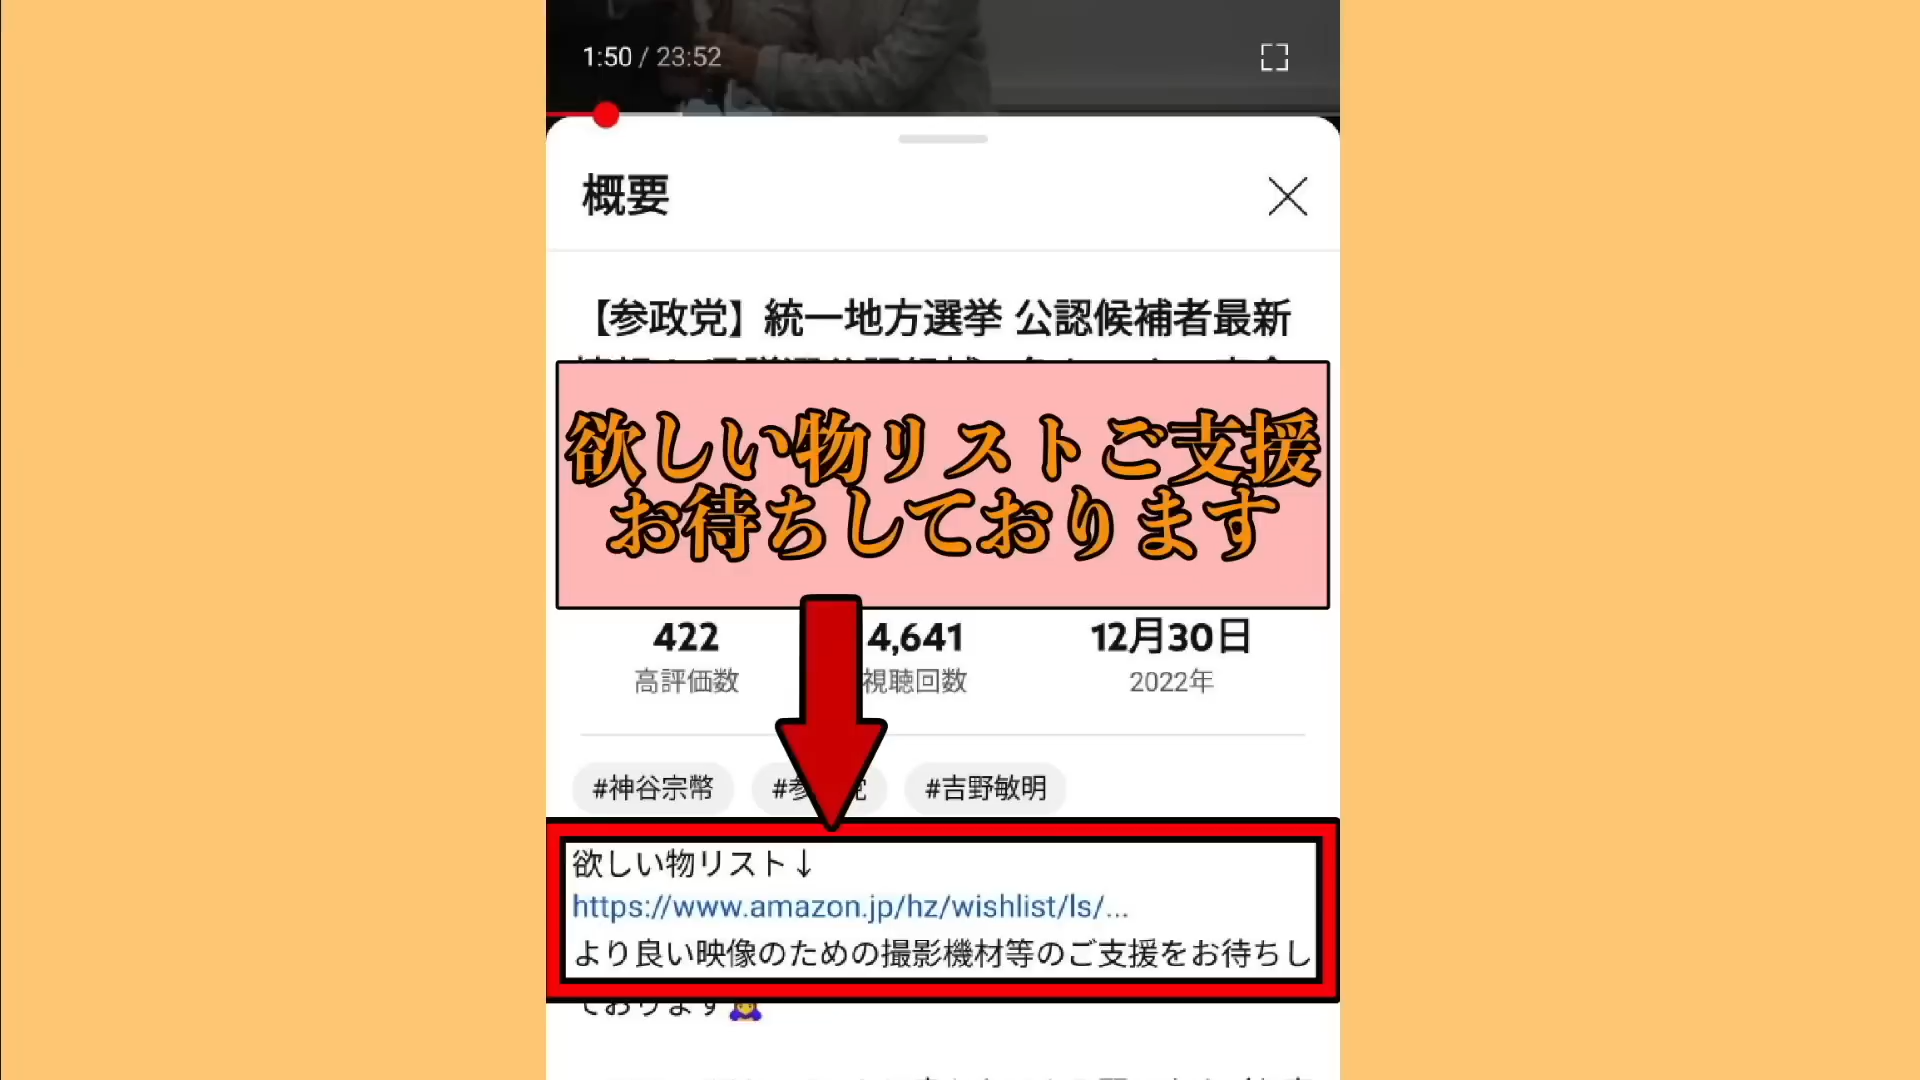 1:50 / 23:52
概要
【参政党】統一地方選挙 公認候補者最新
欲しい物リストご支援
お待ちしております
422
4,641
12月30日
高評価数
視聴回数
2022年
#神谷宗幣
#吉野敏明
欲しい物リスト↓
https://www.amazon.jp/hz/wishlist/ls/...
より良い映像のための撮影機材等のご支援をお待ちし
ております